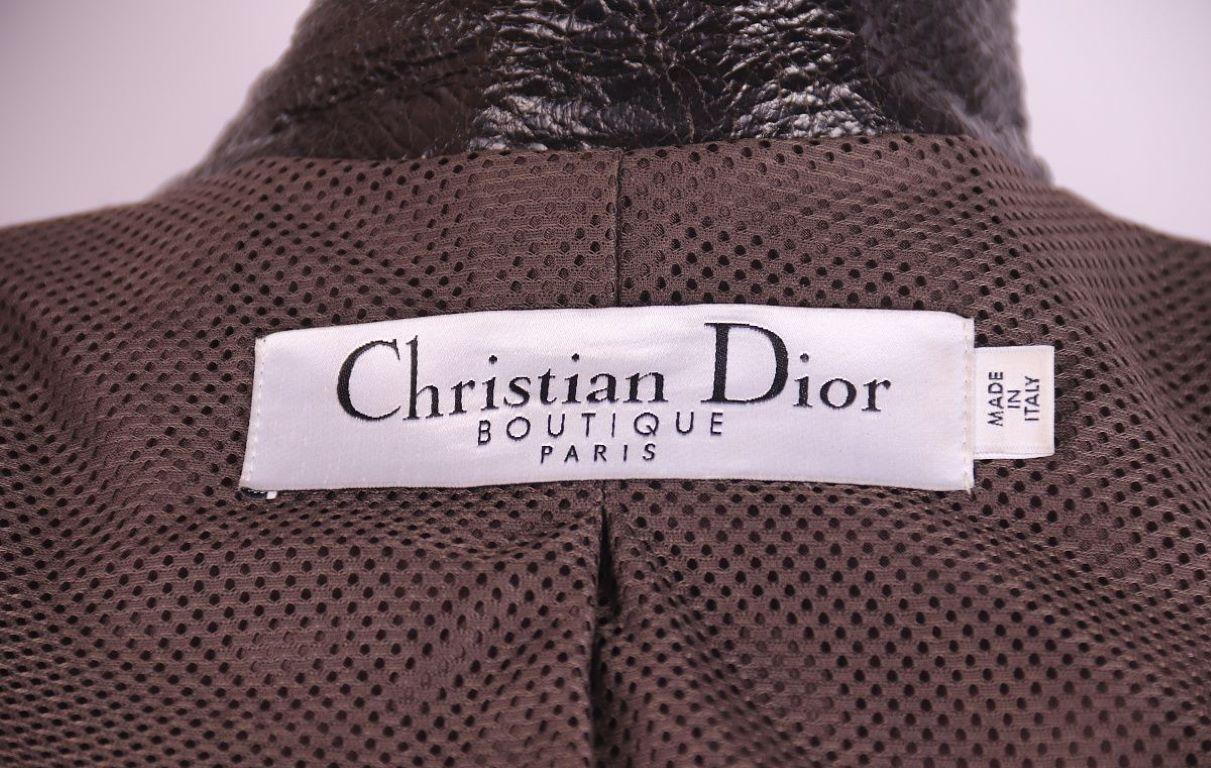 Christian Dior
BOUTIQUE
PARIS
MADE
IN
ITALY